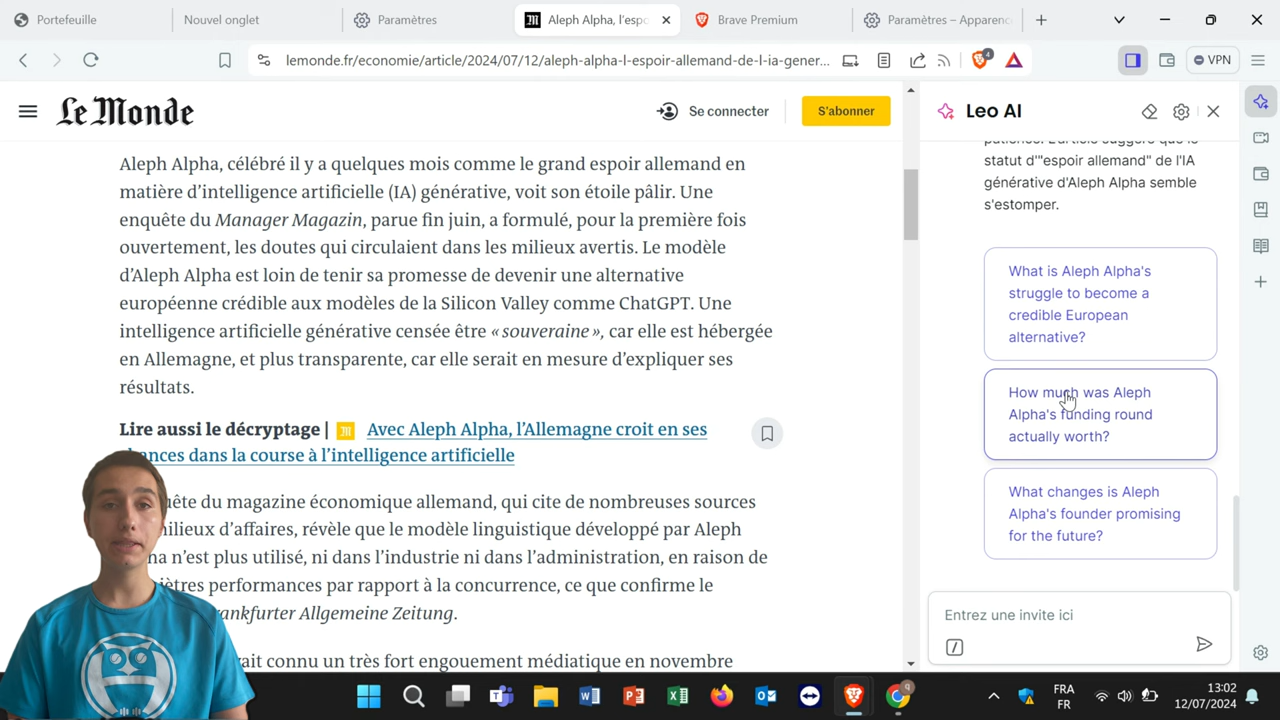 Portefeuille
Nouvel onglet
Paramètres
Aleph Alpha, l'espo
Brave Premium
Paramètres – Apparenc
lemonde.fr/economie/article/2024/07/12/aleph-alpha-l-espoir-allemand-de-l-ia-gener...
4
VPN
Le Monde
Se connecter
S'abonner
Aleph Alpha, célébré il y a quelques mois comme le grand espoir allemand en
matière d'intelligence artificielle (IA) générative, voit son étoile pâlir. Une
enquête du Manager Magazin, parue fin juin, a formulé, pour la première fois
ouvertement, les doutes qui circulaient dans les milieux avertis. Le modèle
d'Aleph Alpha est loin de tenir sa promesse de devenir une alternative
européenne crédible aux modèles de la Silicon Valley comme ChatGPT. Une
intelligence artificielle générative censée être « souveraine », car elle est hébergée
en Allemagne, et plus transparente, car elle serait en mesure d'expliquer ses
résultats.
Lire aussi le décryptage | Avec Aleph Alpha, l'Allemagne croit en ses
chances dans la course à l'intelligence artificielle
uête du magazine économique allemand, qui cite de nombreuses sources
milieux d'affaires, révèle que le modèle linguistique développé par Aleph
n'est plus utilisé, ni dans l'industrie ni dans l'administration, en raison de
performances par rapport à la concurrence, ce que confirme le
Frankfurter Allgemeine Zeitung.
connu un très fort engouement médiatique en novembre
Leo AI
patience. L'article suggère que le
statut d'"espoir allemand" de l'IA
générative d'Aleph Alpha semble
s'estomper.
What is Aleph Alpha's
struggle to become a
credible European
alternative?
How much was Aleph
Alpha's funding round
actually worth?
What changes is Aleph
Alpha's founder promising
for the future?
Entrez une invite ici
FRA
FR
13:02
12/07/2024